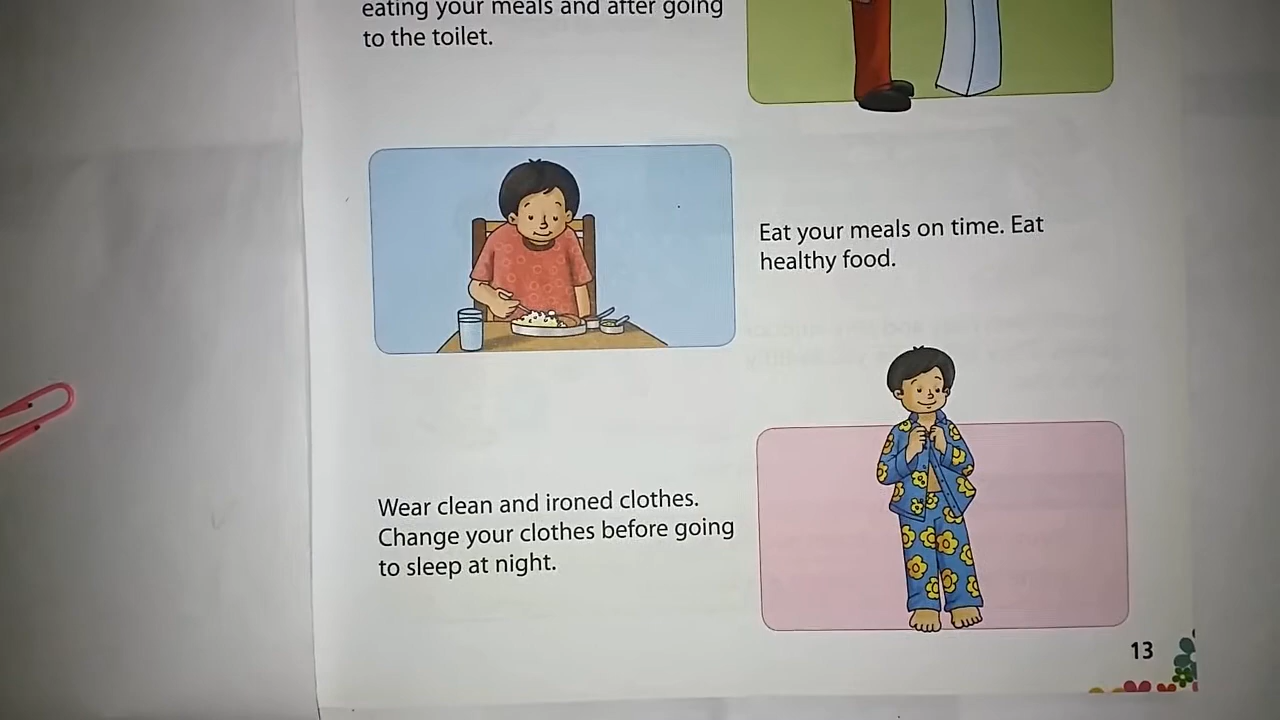 eating your meals and after going
to the toilet.
Eat your meals on time. Eat
healthy food.
Wear clean and ironed clothes.
Change your clothes before going
to sleep at night.
13